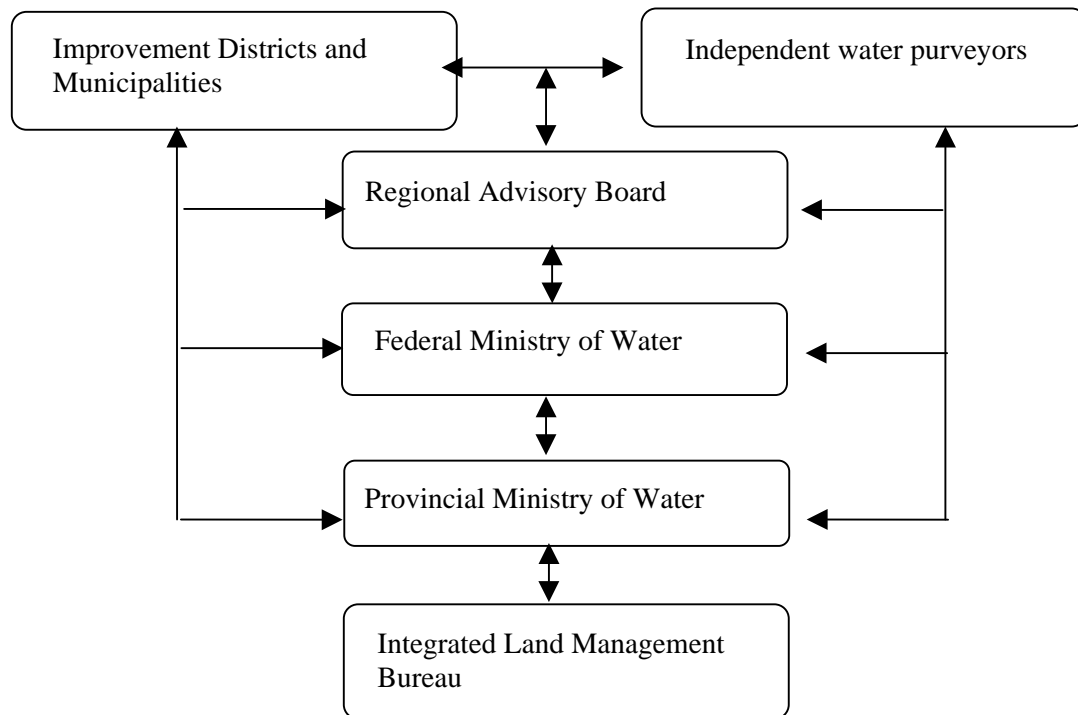 Improvement Districts and
Municipalities
Independent water purveyors
Regional Advisory Board
Federal Ministry of Water
Provincial Ministry of Water
Integrated Land Management
Bureau